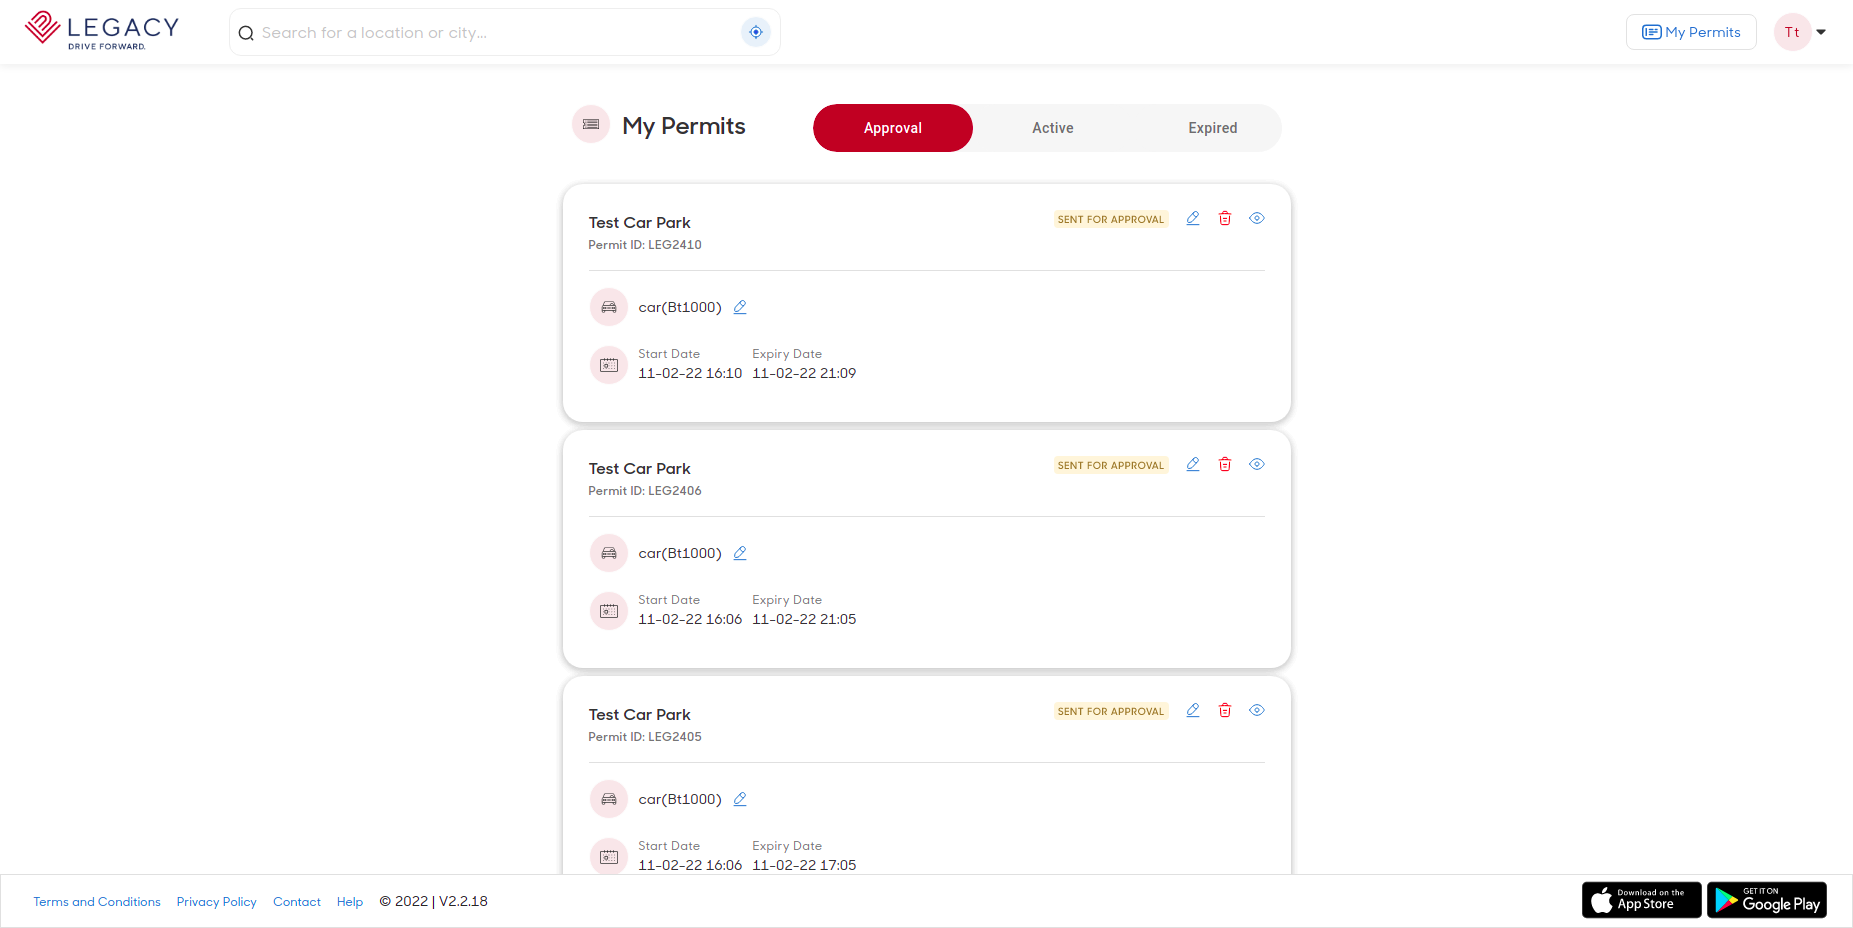 LEGACY
DRIVE FORWARD.
Search for a location or city...
My Permits
Tt
My Permits
Approval
Active
Expired
Test Car Park
SENT FOR APPROVAL
Permit ID: LEG2410
car(Bt1000)
Start Date
Expiry Date
11-02-22 16:10
11-02-22 21:09
Test Car Park
SENT FOR APPROVAL
Permit ID: LEG2406
car(Bt1000)
Start Date
Expiry Date
11-02-22 16:06
11-02-22 21:05
Test Car Park
SENT FOR APPROVAL
Permit ID: LEG2405
car(Bt1000)
Start Date
Expiry Date
11-02-22 16:06
11-02-22 17:05
Terms and Conditions
Privacy Policy
Contact
Help
© 2022 | V2.2.18
Download on the
App Store
GET IT ON
Google Play